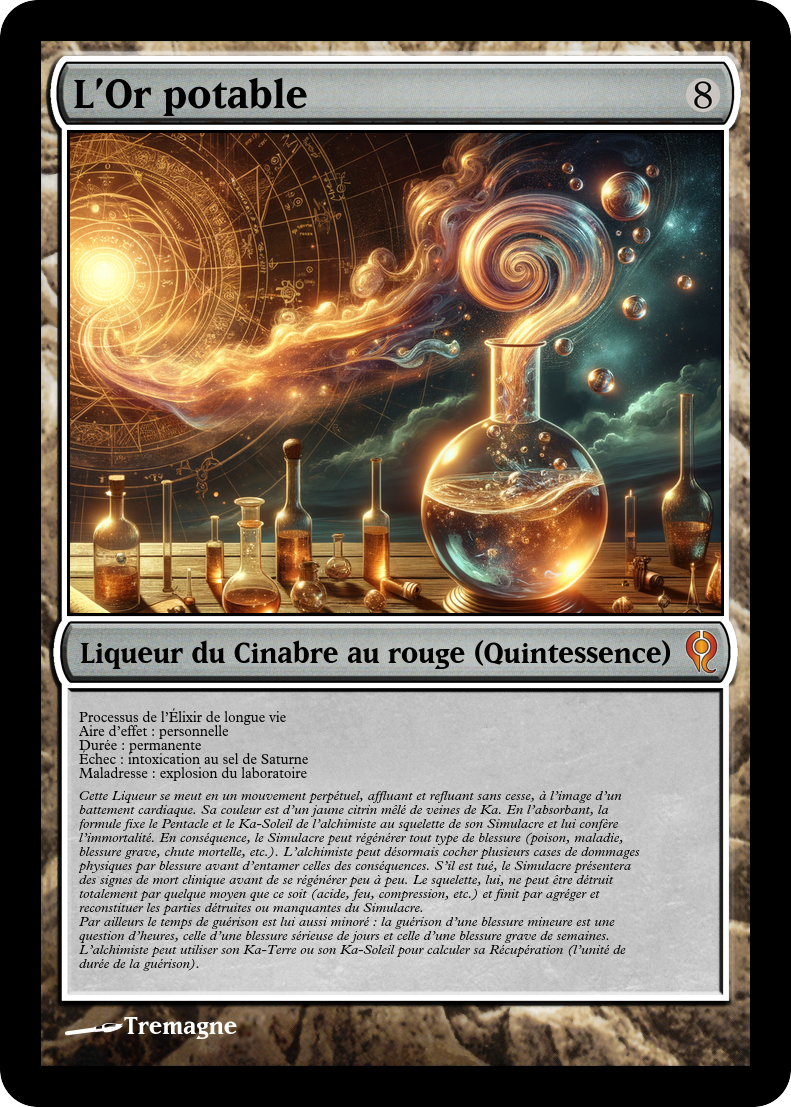 L'Or potable
8
Liqueur du Cinabre au rouge (Quintessence)
Processus de l'Élixir de longue vie
Aire d'effet : personnelle
Durée : permanente
Échec : intoxication au sel de Saturne
Maladresse : explosion du laboratoire
Cette Liqueur se meut en un mouvement perpétuel, affluant et refluant sans cesse, à l'image d'un
battement cardiaque. Sa couleur est d'un jaune citrin mêlé de veines de Ka. En l'absorbant, la
formule fixe le Pentacle et le Ka-Soleil de l'alchimiste au squelette de son Simulacre et lui confère
l'immortalité. En conséquence, le Simulacre peut régénérer tout type de blessure (poison, maladie,
blessure grave, chute mortelle, etc.). L'alchimiste peut désormais cocher plusieurs cases de dommages
physiques par blessure avant d'entamer celles des conséquences. S'il est tué, le Simulacre présentera
des signes de mort clinique avant de se régénérer peu à peu. Le squelette, lui, ne peut être détruit
totalement par quelque moyen que ce soit (acide, feu, compression, etc.) et finit par agréger et
reconstituer les parties détruites ou manquantes du Simulacre.
Par ailleurs le temps de guérison est lui aussi minoré : la guérison d'une blessure mineure est une
question d'heures, celle d'une blessure sérieuse de jours et celle d'une blessure grave de semaines.
L'alchimiste peut utiliser son Ka-Terre ou son Ka-Soleil pour calculer sa Récupération (l'unité de
durée de la guérison).
Tremagne